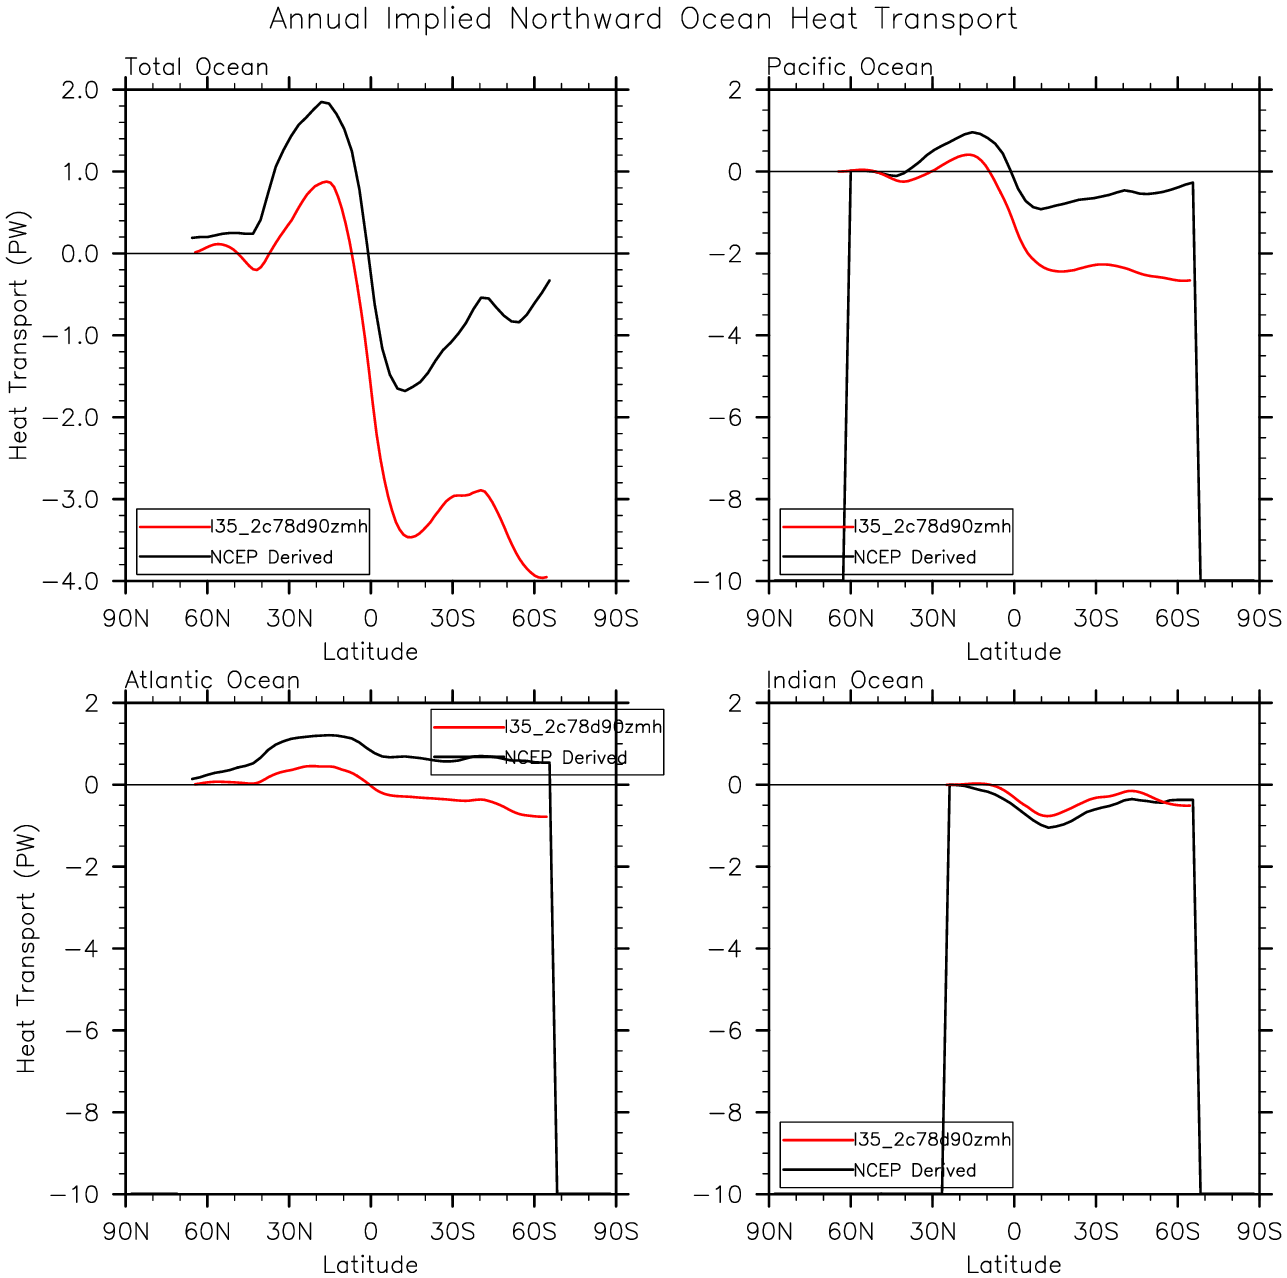 Annual Implied Northward Ocean Heat Transport
Total Ocean
2.0
1.0
0.0
−1.0
−2.0
−3.0
−4.0
Heat Transport (PW)
I35_2c78d90zmh
NCEP Derived
90N 60N 30N 0 30S 60S 90S
Latitude
Pacific Ocean
2
0
−2
−4
−6
−8
−10
I35_2c78d90zmh
NCEP Derived
90N 60N 30N 0 30S 60S 90S
Latitude
Atlantic Ocean
2
0
−2
−4
−6
−8
−10
Heat Transport (PW)
I35_2c78d90zmh
NCEP Derived
90N 60N 30N 0 30S 60S 90S
Latitude
Indian Ocean
2
0
−2
−4
−6
−8
−10
I35_2c78d90zmh
NCEP Derived
90N 60N 30N 0 30S 60S 90S
Latitude